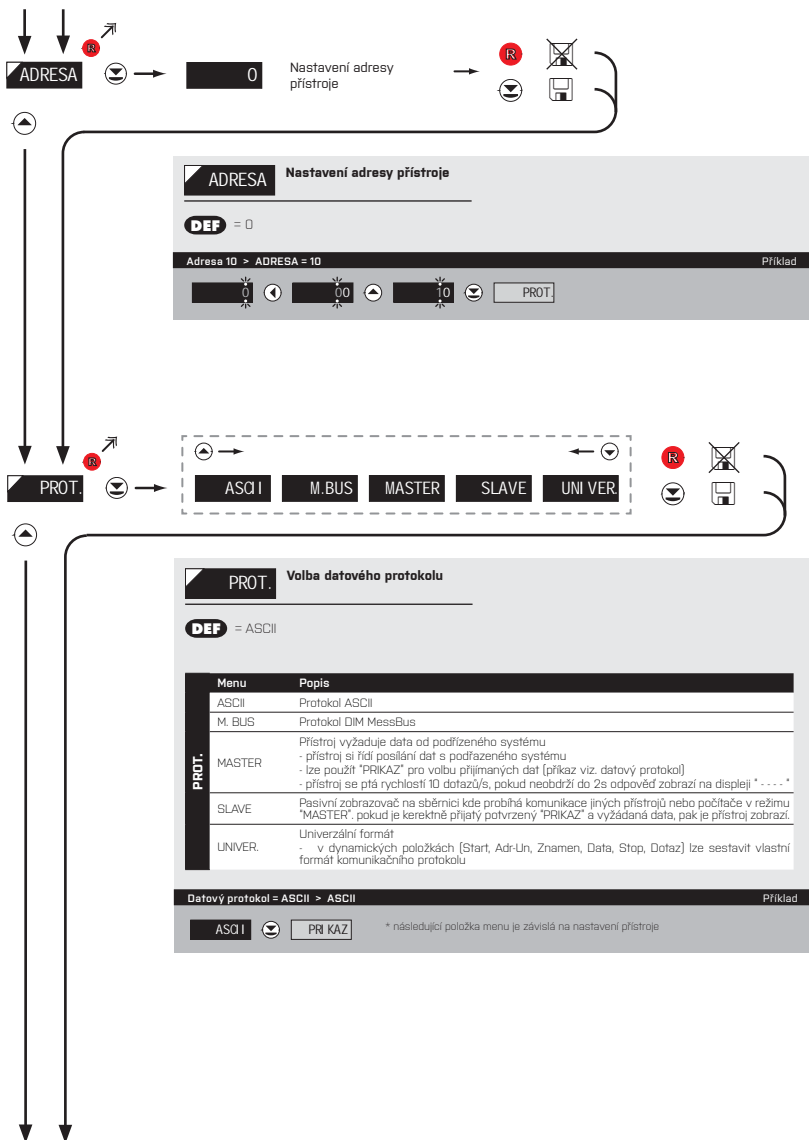 R
ADRESA
0
Nastavení adresy
přístroje
R
ADRESA
Nastavení adresy přístroje
DEF = 0
Adresa 10 > ADRESA = 10
Příklad
0
00
10
PROT.
R
PROT.
ASCII
M.BUS
MASTER
SLAVE
UNIVER.
R
PROT.
Volba datového protokolu
DEF = ASCII
PROT.
Menu Popis
ASCII Protokol ASCII
M. BUS Protokol DIM MessBus
MASTER
Přístroj vyžaduje data od podřízeného systému
- přístroj si řídí posílání dat s podřazeného systému
- lze použít "PRIKAZ" pro volbu přijímaných dat (příkaz viz. datový protokol)
- přístroj se ptá rychlostí 10 dotazů/s, pokud neobdrží do 2s odpověď zobrazí na displeji " - - - - "
SLAVE
Pasivní zobrazovač na sběrnici kde probíhá komunikace jiných přístrojů nebo počítače v režimu
"MASTER". pokud je kerektně přijatý potvrzený "PRIKAZ" a vyžádaná data, pak je přístroj zobrazí.
UNIVER.
Univerzální formát
- v dynamických položkách (Start, Adr-Un, Znamen, Data, Stop, Dotaz) lze sestavit vlastní
formát komunikačního protokolu
Datový protokol = ASCII > ASCII
Příklad
ASCII
PRIKAZ
* následující položka menu je závislá na nastavení přístroje